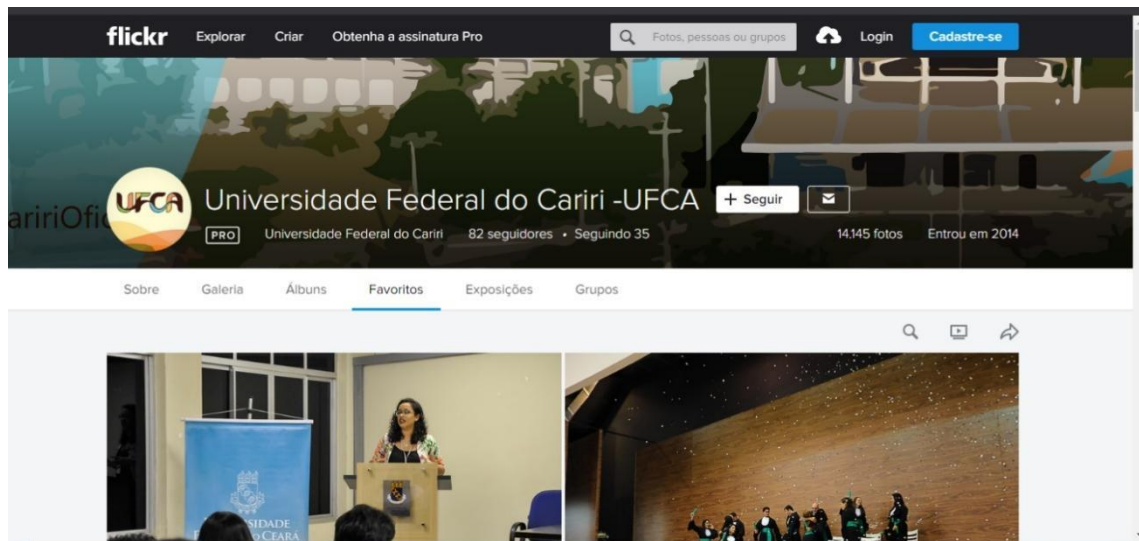 flickr Explorar Criar Obtenha a assinatura Pro Fotos, pessoas ou grupos Login Cadastre-se
UFCA
Universidade Federal do Cariri -UFCA + Seguir
PRO Universidade Federal do Cariri 82 seguidores • Seguindo 35 14.145 fotos Entrou em 2014
Sobre Galeria Álbuns Favoritos Exposições Grupos